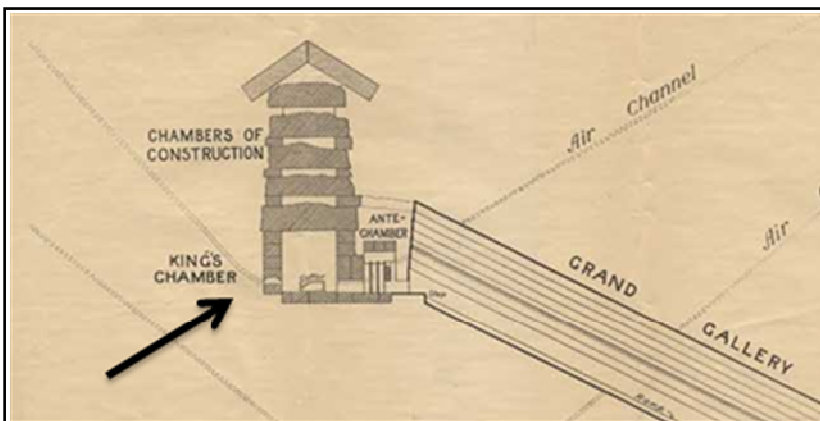 Air Channel
CHAMBERS OF
CONSTRUCTION
ANTE-
CHAMBER
Air
KING'S
CHAMBER
GRAND
GALLERY